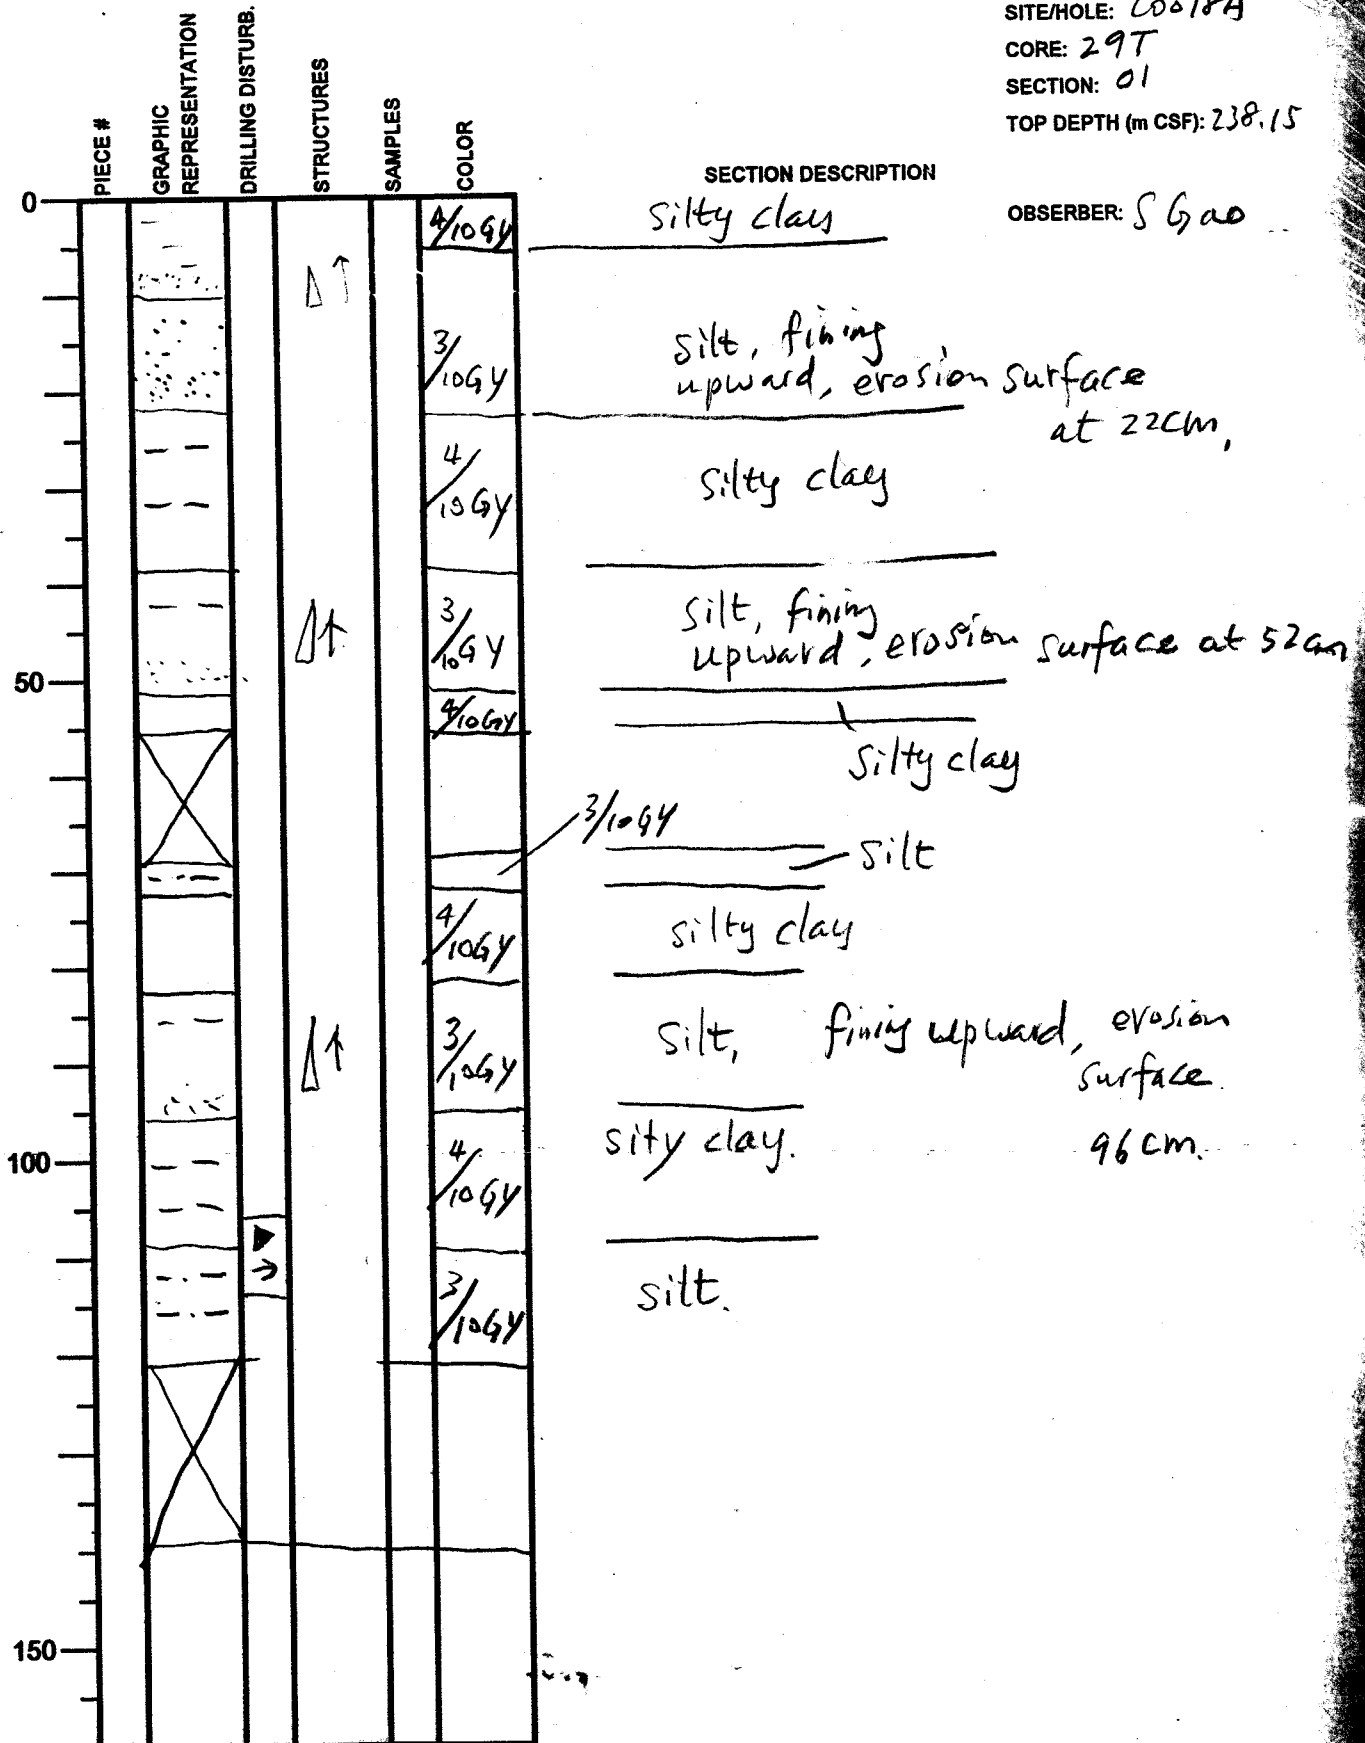 SITE/HOLE: C0018A
CORE: 29T
SECTION: 01
TOP DEPTH (m CSF): 238.15
OBSERBER: S Gao
PIECE #
GRAPHIC REPRESENTATION
DRILLING DISTURB.
STRUCTURES
SAMPLES
COLOR
SECTION DESCRIPTION
0
4/10GY
silty clay
3/10GY
silt, fining
upward, erosion surface
at 22cm,
4/10GY
silty clay
3/10GY
silt, fining
upward, erosion surface at 52cm
50
4/10GY
silty clay
3/10GY
silt
4/10GY
silty clay
3/10GY
silt, fining upward, erosion
surface.
96 cm.
100
4/10GY
sity clay.
3/10GY
silt.
150